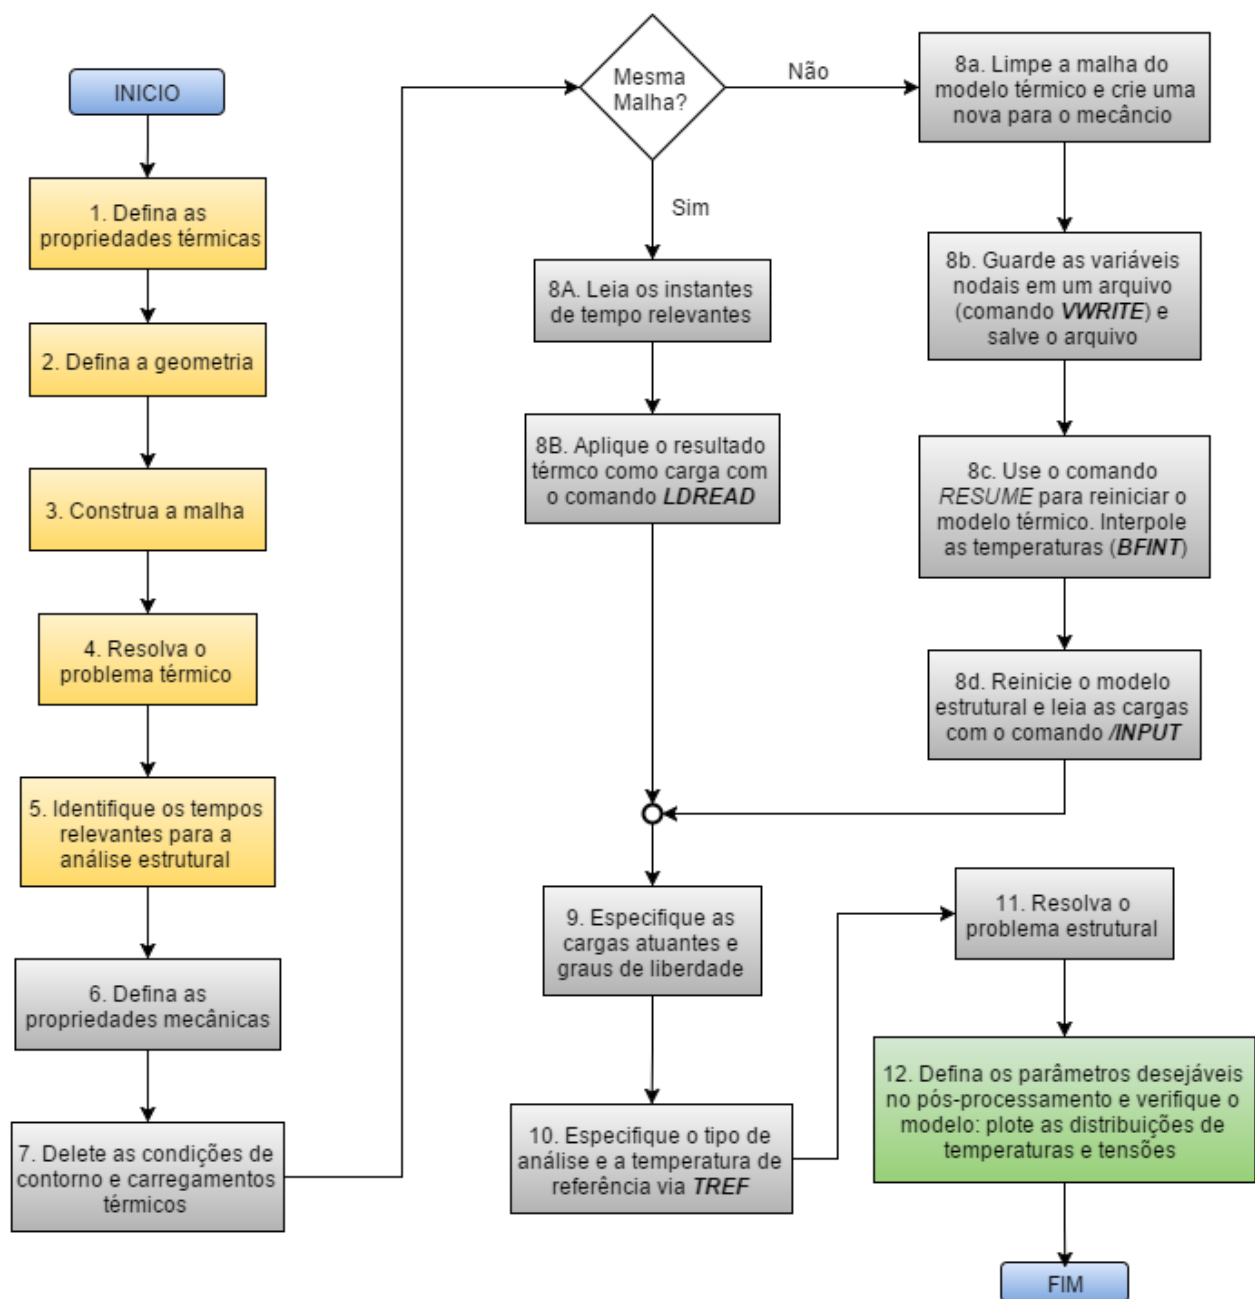 INICIO
1. Defina as
propriedades térmicas
2. Defina a geometria
3. Construa a malha
4. Resolva o
problema térmico
5. Identifique os tempos
relevantes para a
análise estrutural
6. Defina as
propriedades mecânicas
7. Delete as condições de
contorno e carregamentos
térmicos
Mesma
Malha?
Não
Sim
8A. Leia os instantes
de tempo relevantes
8B. Aplique o resultado
térmco como carga com
o comando LDREAD
8a. Limpe a malha do
modelo térmico e crie uma
nova para o mecâncio
8b. Guarde as variáveis
nodais em um arquivo
(comando VWRITE) e
salve o arquivo
8c. Use o comando
RESUME para reiniciar o
modelo térmico. Interpole
as temperaturas (BFINT)
8d. Reinicie o modelo
estrutural e leia as cargas
com o comando /INPUT
9. Especifique as
cargas atuantes e
graus de liberdade
10. Especifique o tipo de
análise e a temperatura de
referência via TREF
11. Resolva o
problema estrutural
12. Defina os parâmetros desejáveis
no pós-processamento e verifique o
modelo: plote as distribuições de
temperaturas e tensões
FIM